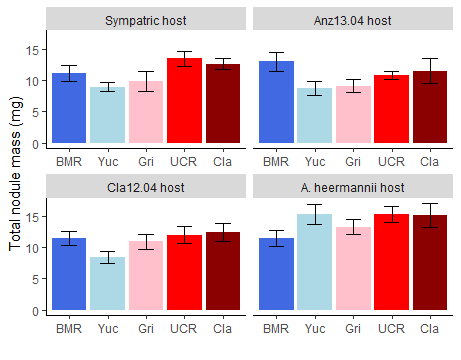 Sympatric host
Anz13.04 host
15
10
5
0
BMR Yuc Gri UCR Cla
BMR Yuc Gri UCR Cla
Cla12.04 host
A. heermannii host
15
10
5
0
BMR Yuc Gri UCR Cla
BMR Yuc Gri UCR Cla
Total nodule mass (mg)